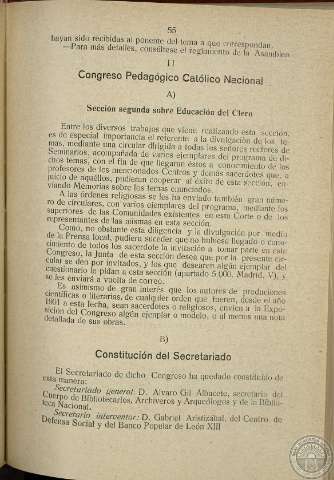 55
hayan sido recibidas al ponente del tema a que correspondan.
—Para más detalles, consúltese el reglamento de la Asamblea
II
Congreso Pedagógico Católico Nacional
A)
Sección segunda sobre Educación del Clero
Entre los diversos trabajos que viene realizando esta sección,
es de especial importancia el referente a la divulgación de los te-
mas, mediante una circular dirigida a todos los señores rectores de
Seminarios, acompañada de varios ejemplares del programa de di-
chos temas, con el fin de que llegaran éstos a conocimiento de los
profesores de los mencionados Centros y demás sacerdotes que, a
juicio de aquéllos, pudieran cooperar al éxito de esta sección, en-
viando Memorias sobre los temas enunciados.
A las órdenes religiosas se les ha enviado también gran núme-
ro de circulares, con varios ejemplares del programa, mediante los
superiores de las Comunidades existentes en esta Corte o de los
representantes de las mismas en esta sección.
Como, no obstante esta diligencia y la divulgación por medio
de la Prensa local, pudiera suceder que no hubiese llegado a cono-
cimiento de todos los sacerdotes la invitación a tomar parte en este
Congreso, la Junta de esta sección desea que por la presente cir-
cular se den por invitados, y los que deseasen algún ejemplar del
cuestionario le pidan a esta sección (apartado 5.000, Madrid, V), y
se les enviará a vuelta de correo.
Es asimismo de gran interés que los autores de producciones
científicas o literarias, de cualquier orden que fueren, desde el año
1901 a esta fecha, sean sacerdotes o religiosos, envíen a la Expo-
sición del Congreso algún ejemplar o modelo, o al menos una nota
detallada de sus obras.
B)
Constitución del Secretariado
El Secretariado de dicho Congreso ha quedado constituído de
esta manera:
Secretariado general: D. Alvaro Gil Albacete, secretario del
Cuerpo de Bibliotecarios, Archiveros y Arqueólogos y de la Biblio-
teca Nacional.
Secretario interventor: D. Gabriel Aristizábal, del Centro de
Defensa Social y del Banco Popular de León XIII